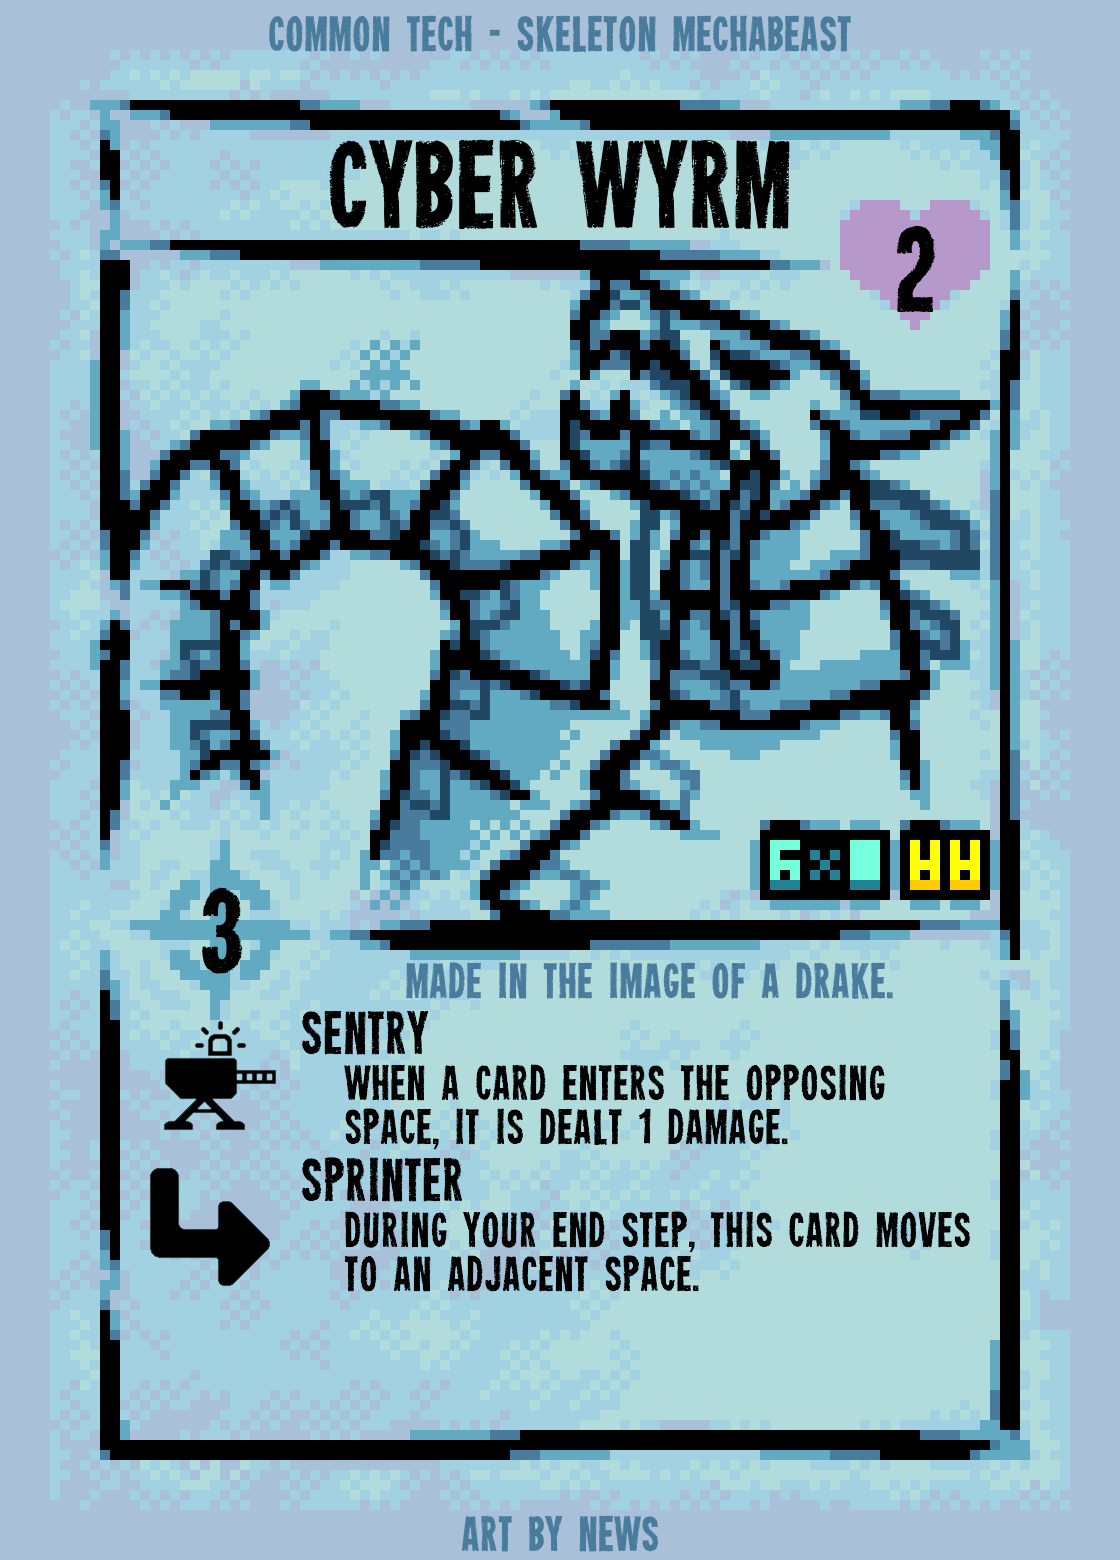 COMMON TECH - SKELETON MECHABEAST
CYBER WYRM
2
6x
3
MADE IN THE IMAGE OF A DRAKE.
SENTRY
WHEN A CARD ENTERS THE OPPOSING
SPACE, IT IS DEALT 1 DAMAGE.
SPRINTER
DURING YOUR END STEP, THIS CARD MOVES
TO AN ADJACENT SPACE.
ART BY NEWS